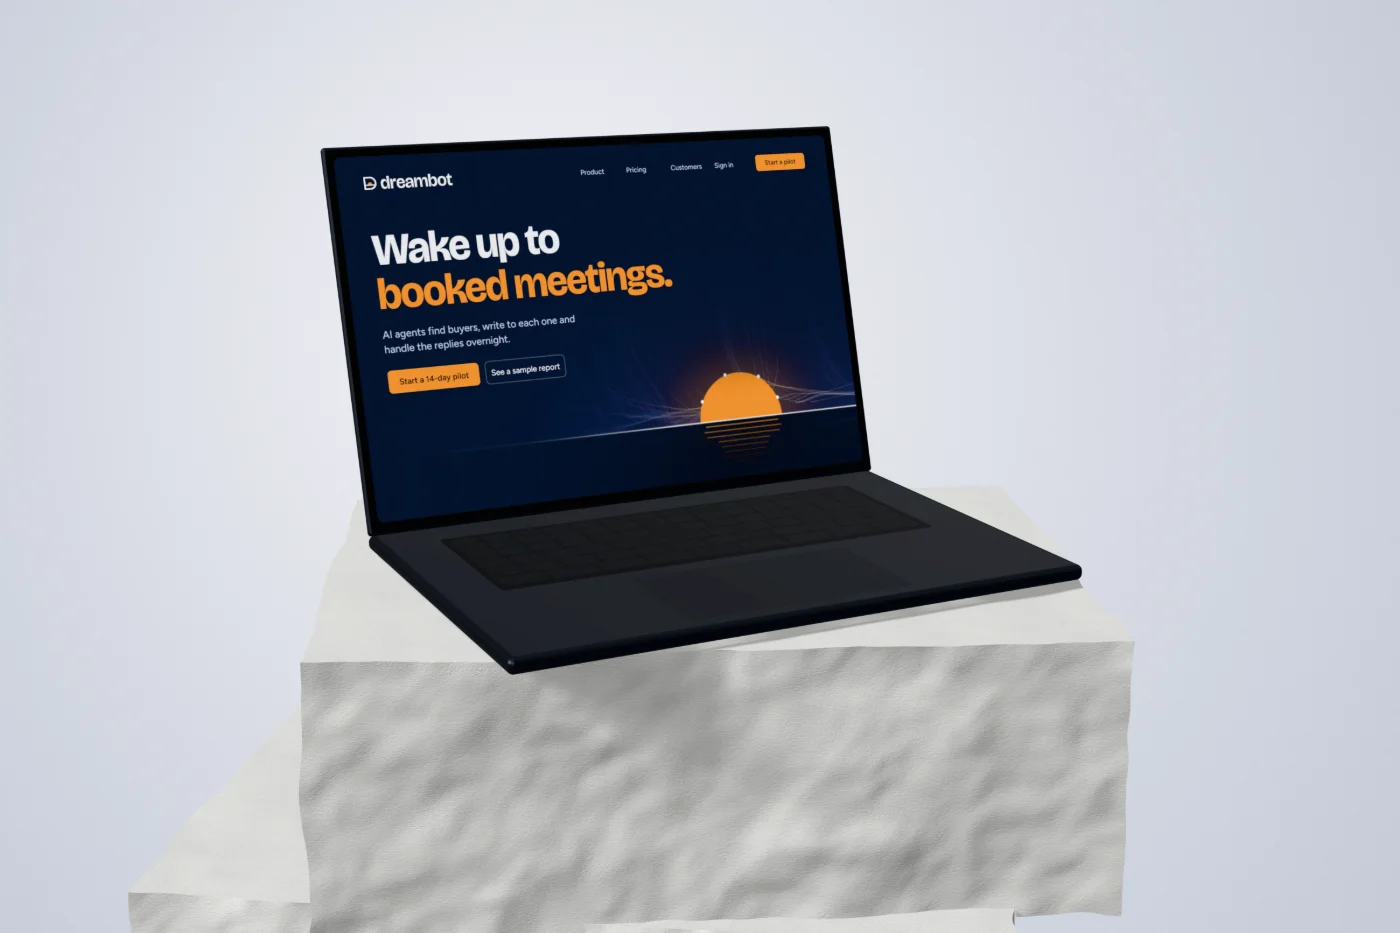 dreambot
Product Pricing Customers Sign in Start a pilot
Wake up to
booked meetings.
AI agents find buyers, write to each one and
handle the replies overnight.
Start a 14-day pilot See a sample report